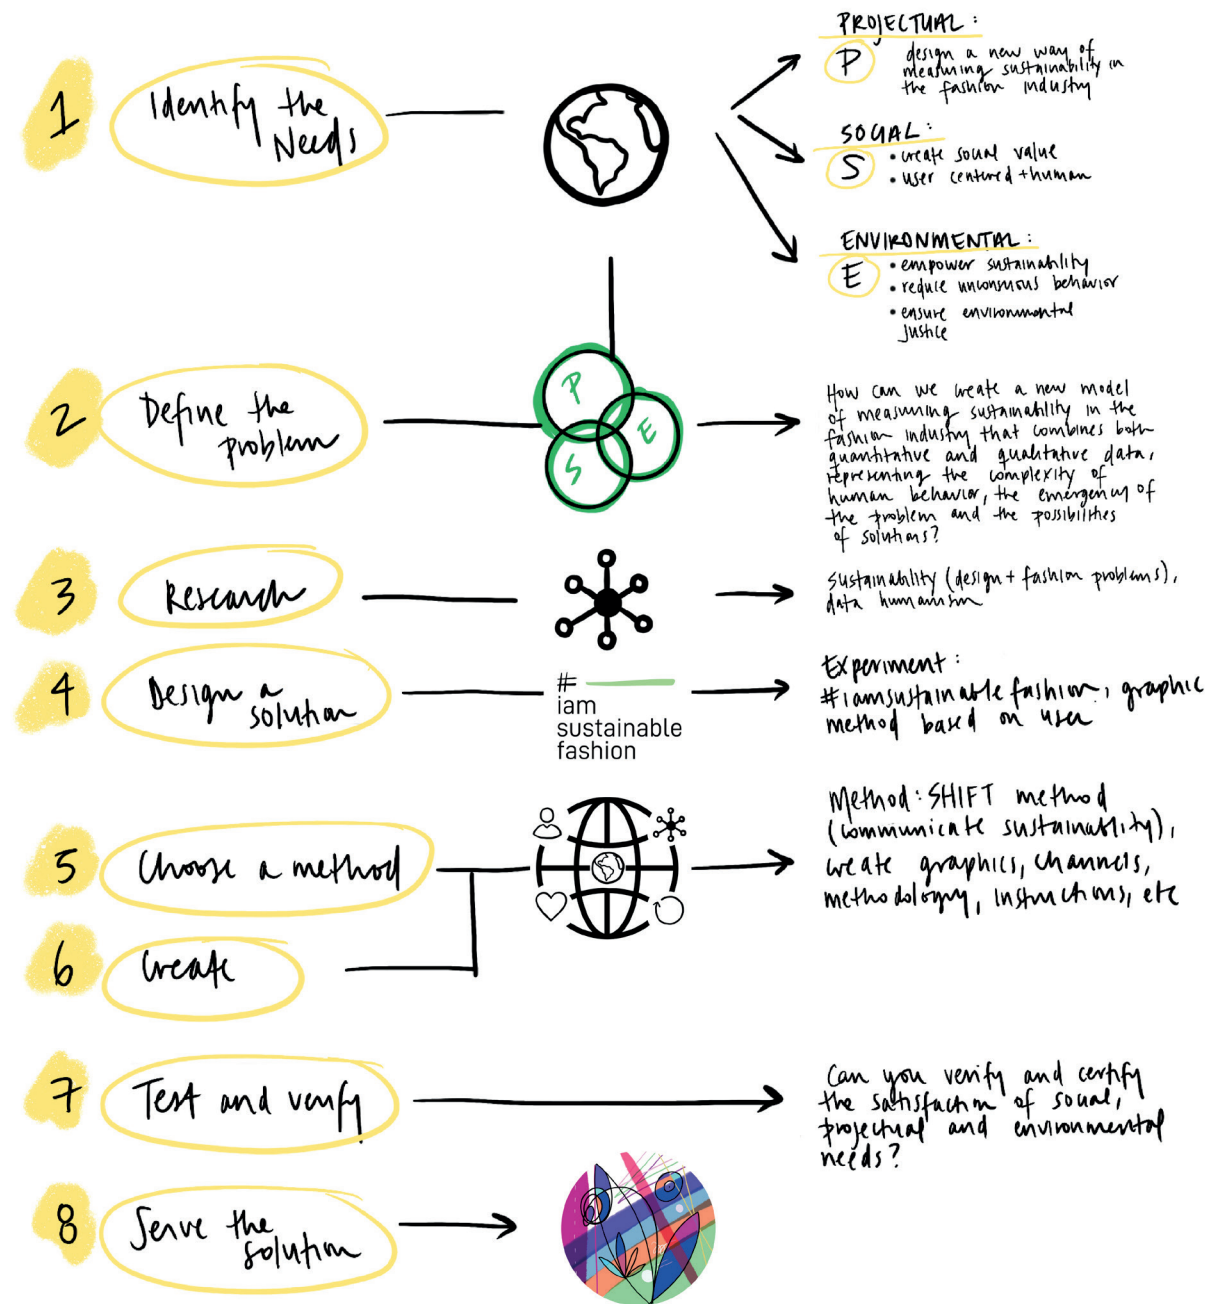 1
Identify the
Needs
PROJECTUAL:
P
design a new way of
measuring sustainability in
the fashion industry
SOCIAL:
S
• create social value
• user centered + human
ENVIRONMENTAL:
E
• empower sustainability
• reduce unconsuous behavior
• ensure environmental
justice
2
Define the
problem
P
E
S
How can we create a new model
of measuring sustainability in the
fashion industry that combines both
quantitative and qualitative data,
representing the complexity of
human behavior, the emergency of
the problem and the possibilities
of solutions?
3
Research
sustainability (design + fashion problems),
data humanism
4
Design a
solution
#
iam
sustainable
fashion
Experiment:
#iamsustainablefashion, graphic
method based on user
5
Choose a method
Method: SHIFT method
(communicate sustainability),
create graphics, channels,
methodology, instructions, etc
6
Create
7
Test and verify
Can you verify and certify
the satisfaction of social,
projectual and environmental
needs?
8
Serve the
solution